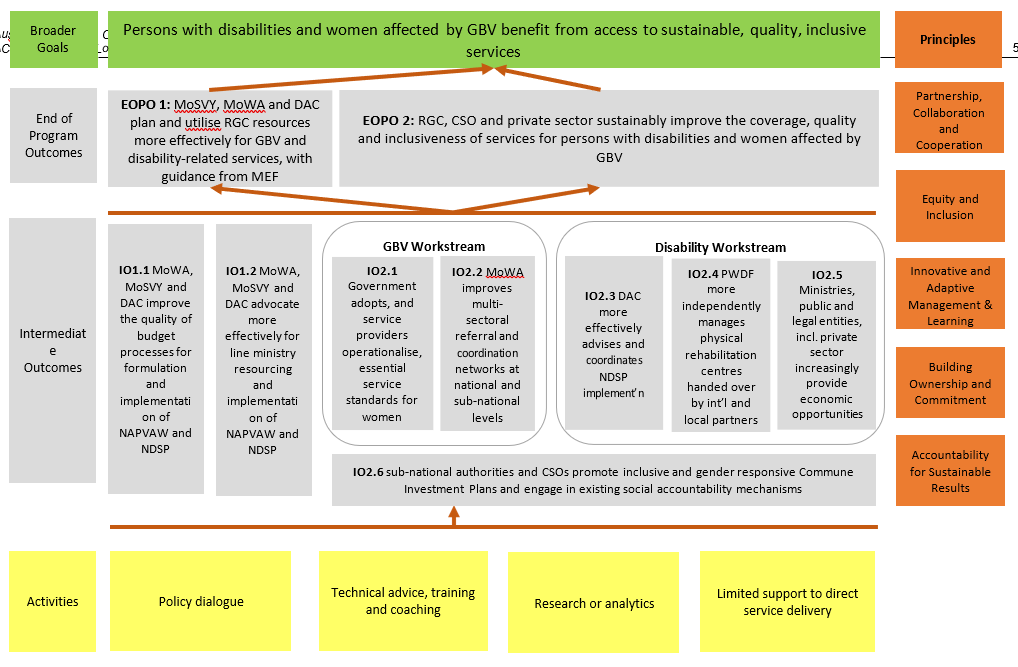 Broader
Goals
Persons with disabilities and women affected by GBV benefit from access to sustainable, quality, inclusive
services
Principles
5
End of
Program
Outcomes
EOPO 1: MoSVY, MoWA and DAC
plan and utilise RGC resources
more effectively for GBV and
disability-related services, with
guidance from MEF
EOPO 2: RGC, CSO and private sector sustainably improve the coverage, quality
and inclusiveness of services for persons with disabilities and women affected by
GBV
Partnership,
Collaboration
and
Cooperation
Equity and
Inclusion
Intermediat
e
Outcomes
IO1.1 MoWA,
MoSVY and
DAC improve
the quality of
budget
processes for
formulation
and
implementati
on of
NAPVAW and
NDSP
IO1.2 MoWA,
MoSVY and
DAC advocate
more
effectively for
line ministry
resourcing
and
implementati
on of
NAPVAW and
NDSP
GBV Workstream
IO2.1
Government
adopts, and
service
providers
operationalise,
essential
service
standards for
women
IO2.2 MoWA
improves
multi-
sectoral
referral and
coordination
networks at
national and
sub-national
levels
Disability Workstream
IO2.3 DAC
more
effectively
advises and
coordinates
NDSP
implement'n
IO2.4 PWDF
more
independently
manages
physical
rehabilitation
centres
handed over
by int'l and
local partners
IO2.5
Ministries,
public and
legal entities,
incl. private
sector
increasingly
provide
economic
opportunities
IO2.6 sub-national authorities and CSOs promote inclusive and gender responsive Commune
Investment Plans and engage in existing social accountability mechanisms
Innovative and
Adaptive
Management &
Learning
Building
Ownership and
Commitment
Accountability
for Sustainable
Results
Activities
Policy dialogue
Technical advice, training
and coaching
Research or analytics
Limited support to direct
service delivery